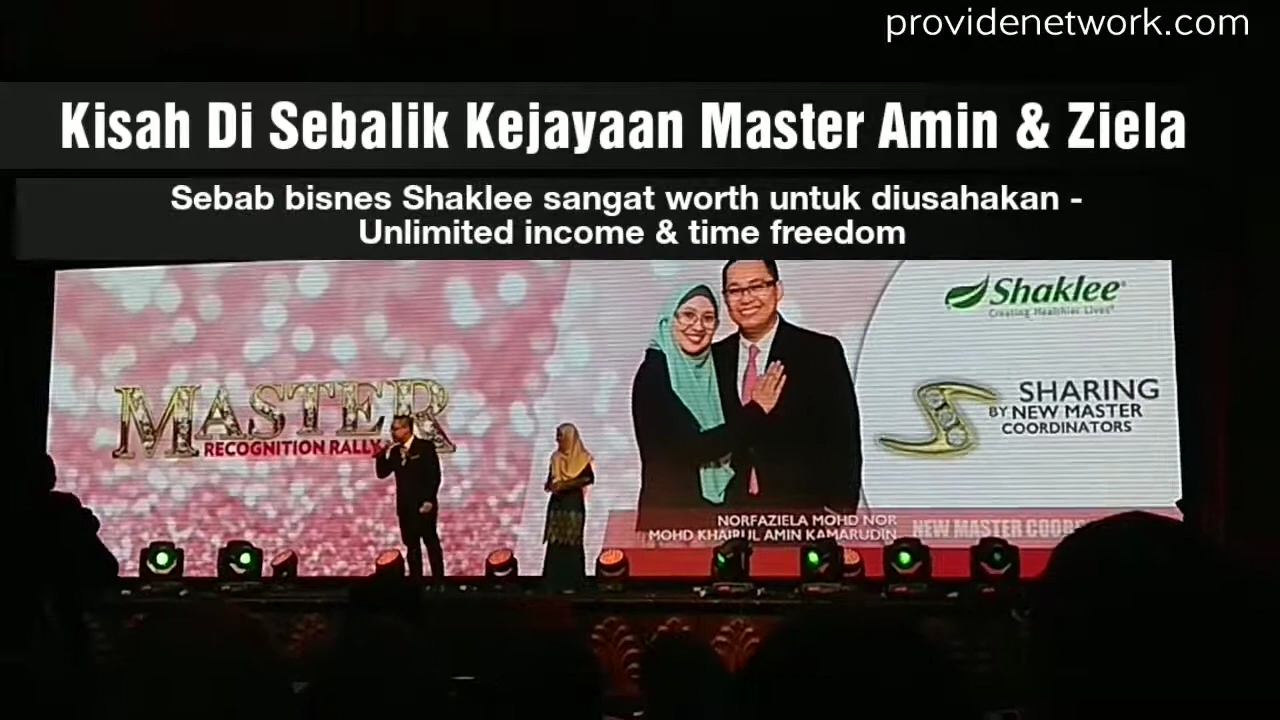 providenetwork.com
Kisah Di Sebalik Kejayaan Master Amin & Ziela
Sebab bisnes Shaklee sangat worth untuk diusahakan -
Unlimited income & time freedom
Shaklee®
Creating Healthier Lives®
MASTER
RECOGNITION RALLY
SHARING
BY NEW MASTER
COORDINATORS
NORFAZIELA MOHD NOR
MOHD KHAIRUL AMIN KAMARUDIN
NEW MASTER